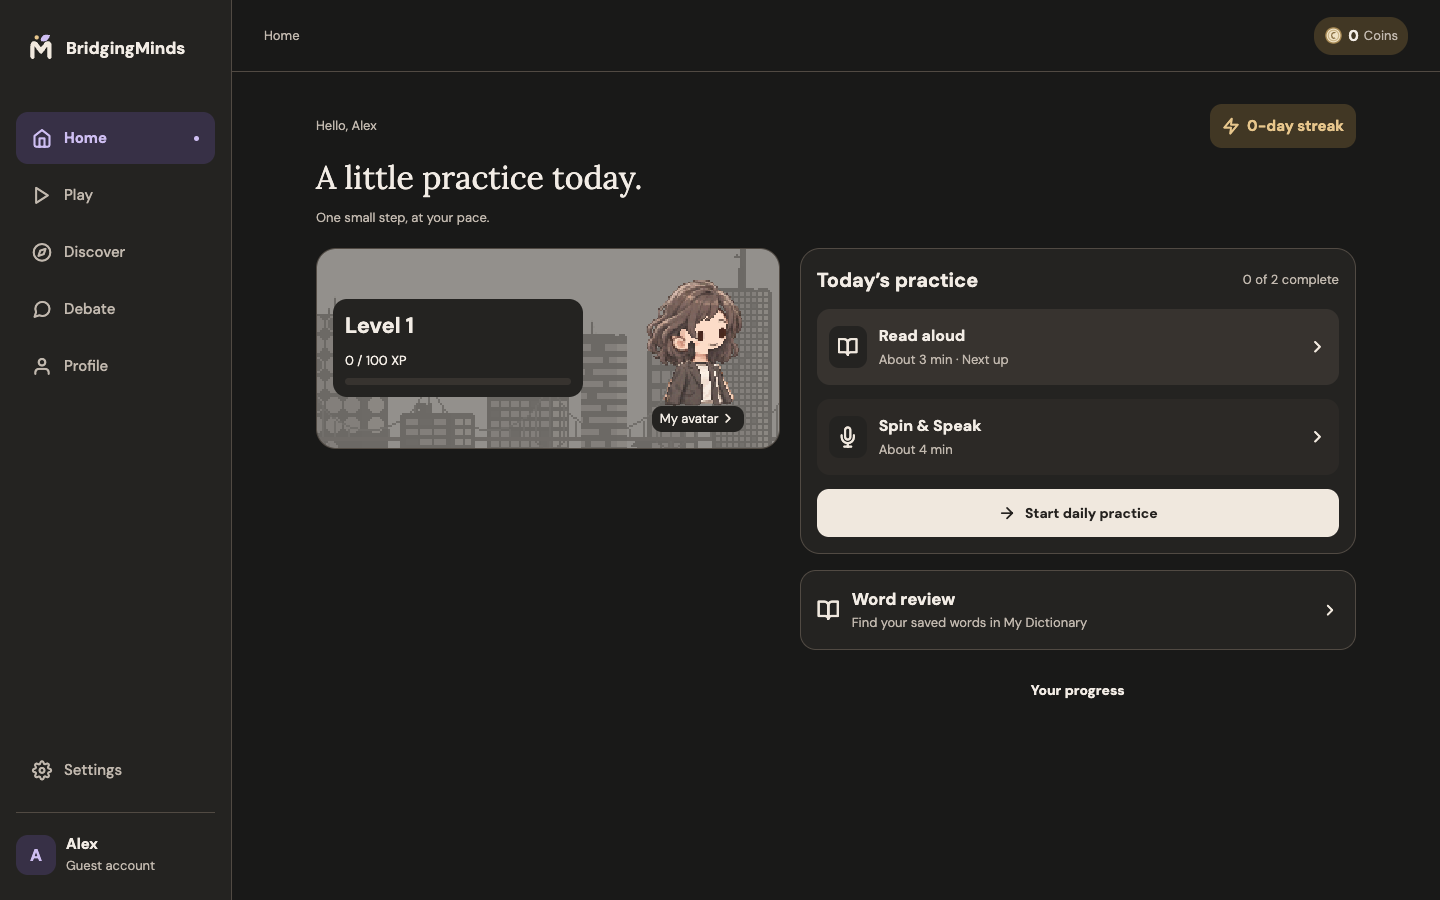 BridgingMinds
Home
Play
Discover
Debate
Profile
Settings
A
Alex
Guest account
Home
0 Coins
Hello, Alex
0-day streak
A little practice today.
One small step, at your pace.
Level 1
0 / 100 XP
My avatar
Today's practice
0 of 2 complete
Read aloud
About 3 min · Next up
Spin & Speak
About 4 min
Start daily practice
Word review
Find your saved words in My Dictionary
Your progress